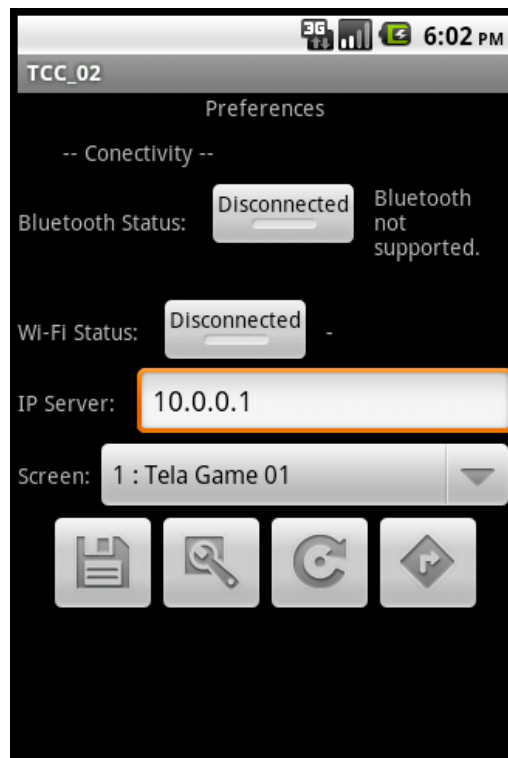 3G 6:02 PM
TCC_02
Preferences
-- Conectivity --
Bluetooth Status: Disconnected Bluetooth
not
supported.
Wi-Fi Status: Disconnected -
IP Server: 10.0.0.1
Screen: 1 : Tela Game 01